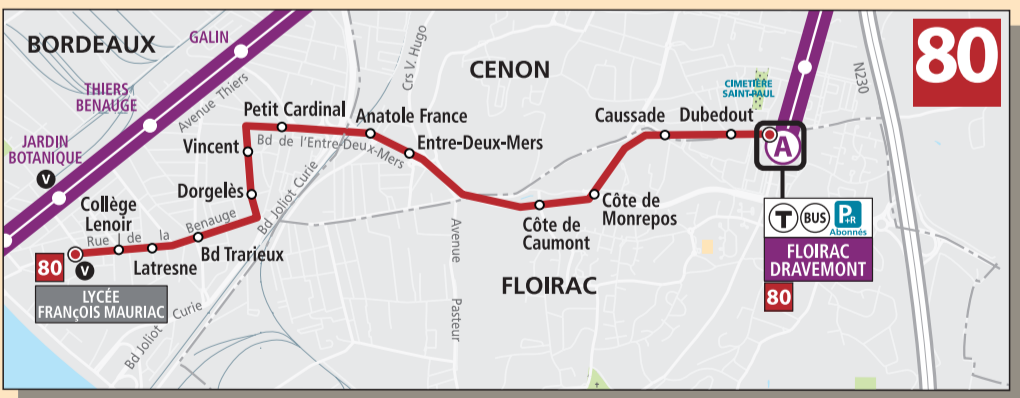 80
BORDEAUX
GALIN
THIERS
BENAUGE
JARDIN
BOTANIQUE
V
Avenue Thiers
Crs V. Hugo
CENON
CIMETIÈRE
SAINT-PAUL
N230
Petit Cardinal
Anatole France
Bd de l'Entre-Deux-Mers
Entre-Deux-Mers
Vincent
Dorgelès
Collège
Lenoir
Rue de la Benauge
Latresne
Bd Trarieux
Bd Joliot Curie
Bd Joliot Curie
80
V
LYCÉE
FRANçOIS MAURIAC
Caussade
Dubedout
A
Côte de
Monrepos
Côte de
Caumont
Avenue Pasteur
FLOIRAC
T
BUS
P+R
Abonnés
FLOIRAC
DRAVEMONT
80